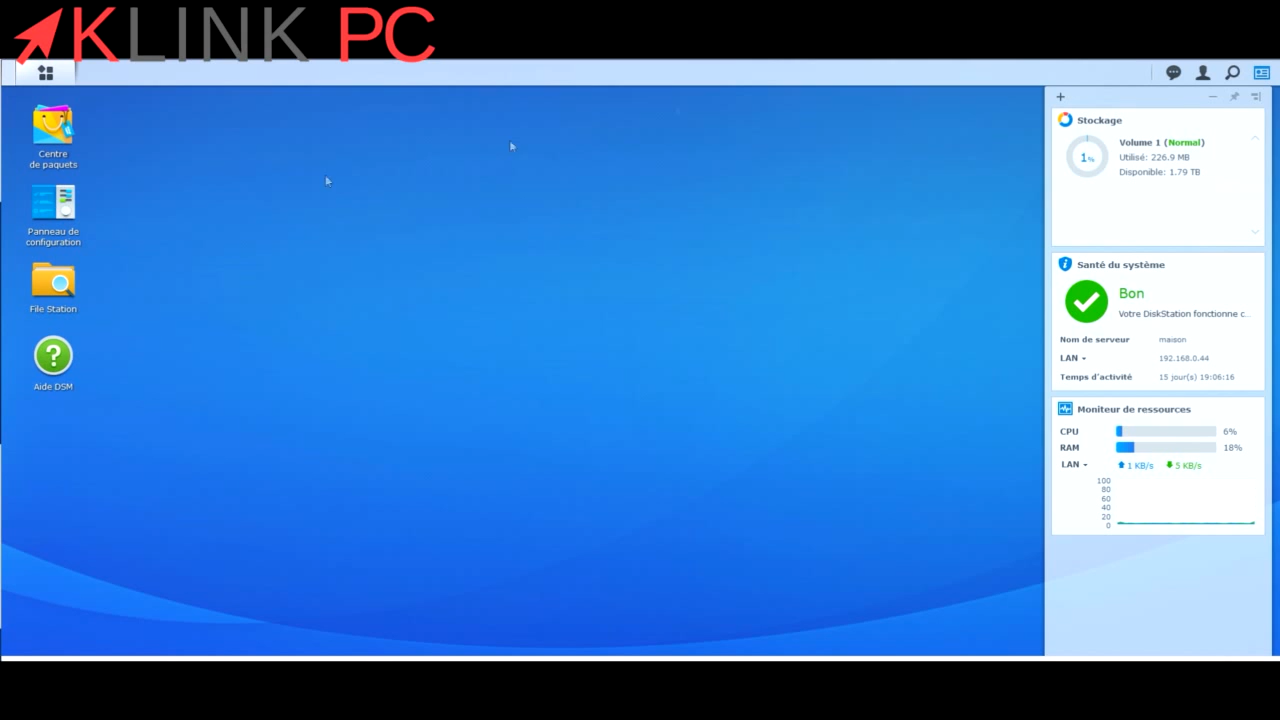 KLINK PC
Centre
de paquets
Panneau de
configuration
File Station
?
Aide DSM
+
Stockage
1%
Volume 1 (Normal)
Utilisé: 226.9 MB
Disponible: 1.79 TB
Santé du système
Bon
Votre DiskStation fonctionne c...
Nom de serveur maison
LAN 192.168.0.44
Temps d'activité 15 jour(s) 19:06:16
Moniteur de ressources
CPU 6%
RAM 18%
LAN 1 KB/s 5 KB/s
100
80
60
40
20
0